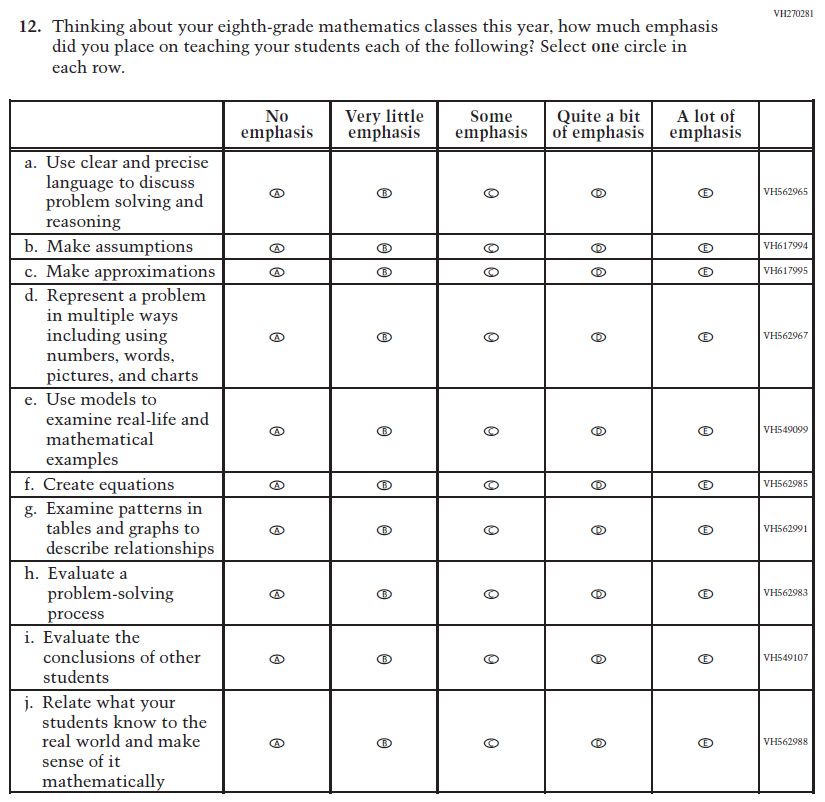 VH270281
12. Thinking about your eighth-grade mathematics classes this year, how much emphasis
did you place on teaching your students each of the following? Select one circle in
each row.
No emphasis Very little emphasis Some emphasis Quite a bit of emphasis A lot of emphasis
a. Use clear and precise
language to discuss
problem solving and
reasoning
A B C D E VH562965
b. Make assumptions A B C D E VH617994
c. Make approximations A B C D E VH617995
d. Represent a problem
in multiple ways
including using
numbers, words,
pictures, and charts
A B C D E VH562967
e. Use models to
examine real-life and
mathematical
examples
A B C D E VH549099
f. Create equations A B C D E VH562985
g. Examine patterns in
tables and graphs to
describe relationships
A B C D E VH562991
h. Evaluate a
problem-solving
process
A B C D E VH562983
i. Evaluate the
conclusions of other
students
A B C D E VH549107
j. Relate what your
students know to the
real world and make
sense of it
mathematically
A B C D E VH562988